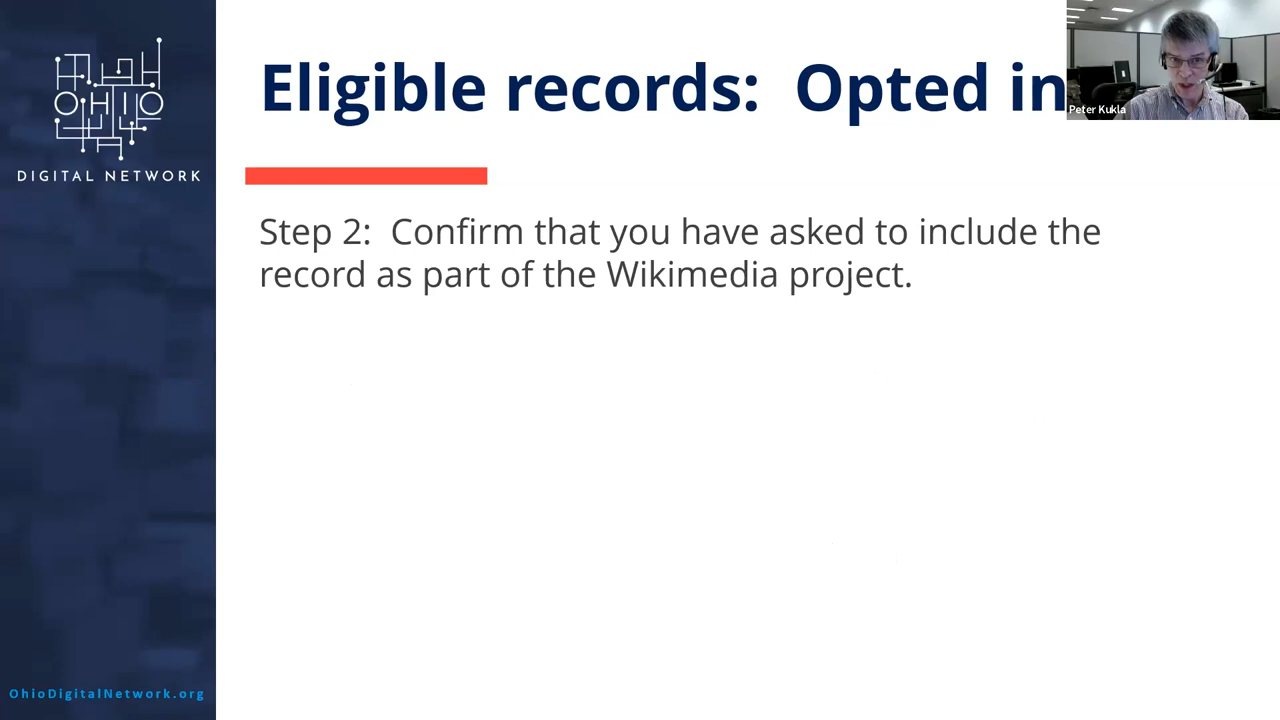 OHIO
DIGITAL NETWORK
Eligible records: Opted in
Peter Kukla
Step 2: Confirm that you have asked to include the
record as part of the Wikimedia project.
OhioDigitalNetwork.org